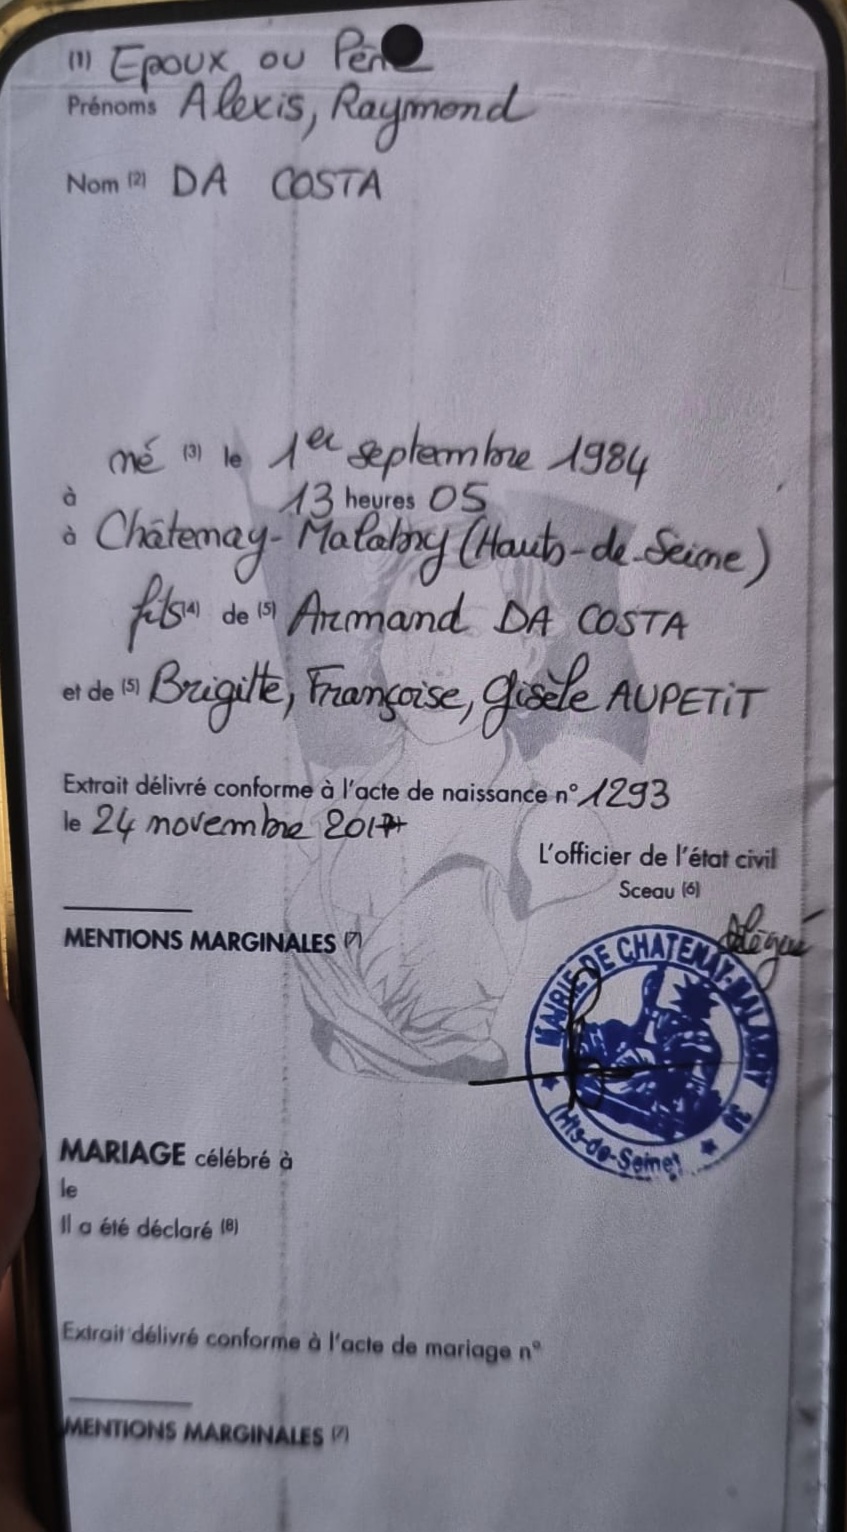 (1) Epoux ou Père
Prénoms Alexis, Raymond
Nom (2) DA COSTA
né (3) le 1er septembre 1984
à 13 heures 05
à Châtenay-Malabry (Hauts-de-Seine)
fils (4) de (5) Armand DA COSTA
et de (5) Brigitte, Françoise, Gisèle AUPETIT
Extrait délivré conforme à l'acte de naissance n° 1293
le 24 novembre 2017
L'officier de l'état civil
Sceau (6)
MENTIONS MARGINALES (7)
MAIRIE DE CHATENAY-MALABRY
(Hts-de-Seine)
MARIAGE célébré à
le
Il a été déclaré (8)
Extrait délivré conforme à l'acte de mariage n°
MENTIONS MARGINALES (7)